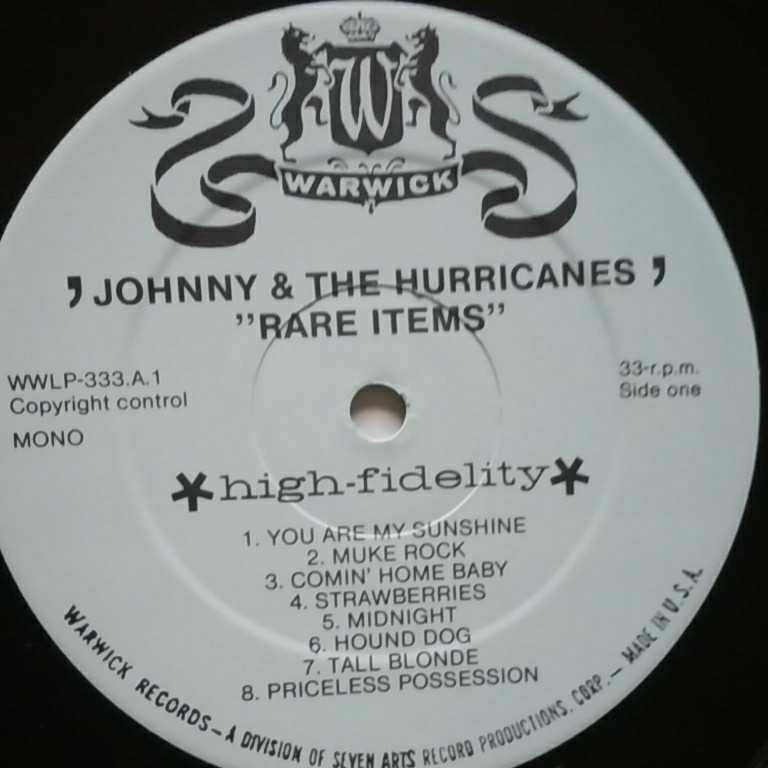 W
WARWICK
❜ JOHNNY & THE HURRICANES ❜
”RARE ITEMS”
WWLP-333.A.1
Copyright control
MONO
33-r.p.m.
Side one
*high-fidelity*
1. YOU ARE MY SUNSHINE
2. MUKE ROCK
3. COMIN' HOME BABY
4. STRAWBERRIES
5. MIDNIGHT
6. HOUND DOG
7. TALL BLONDE
8. PRICELESS POSSESSION
WARWICK RECORDS – A DIVISION OF SEVEN ARTS RECORD PRODUCTIONS. CORP. – MADE IN U.S.A.